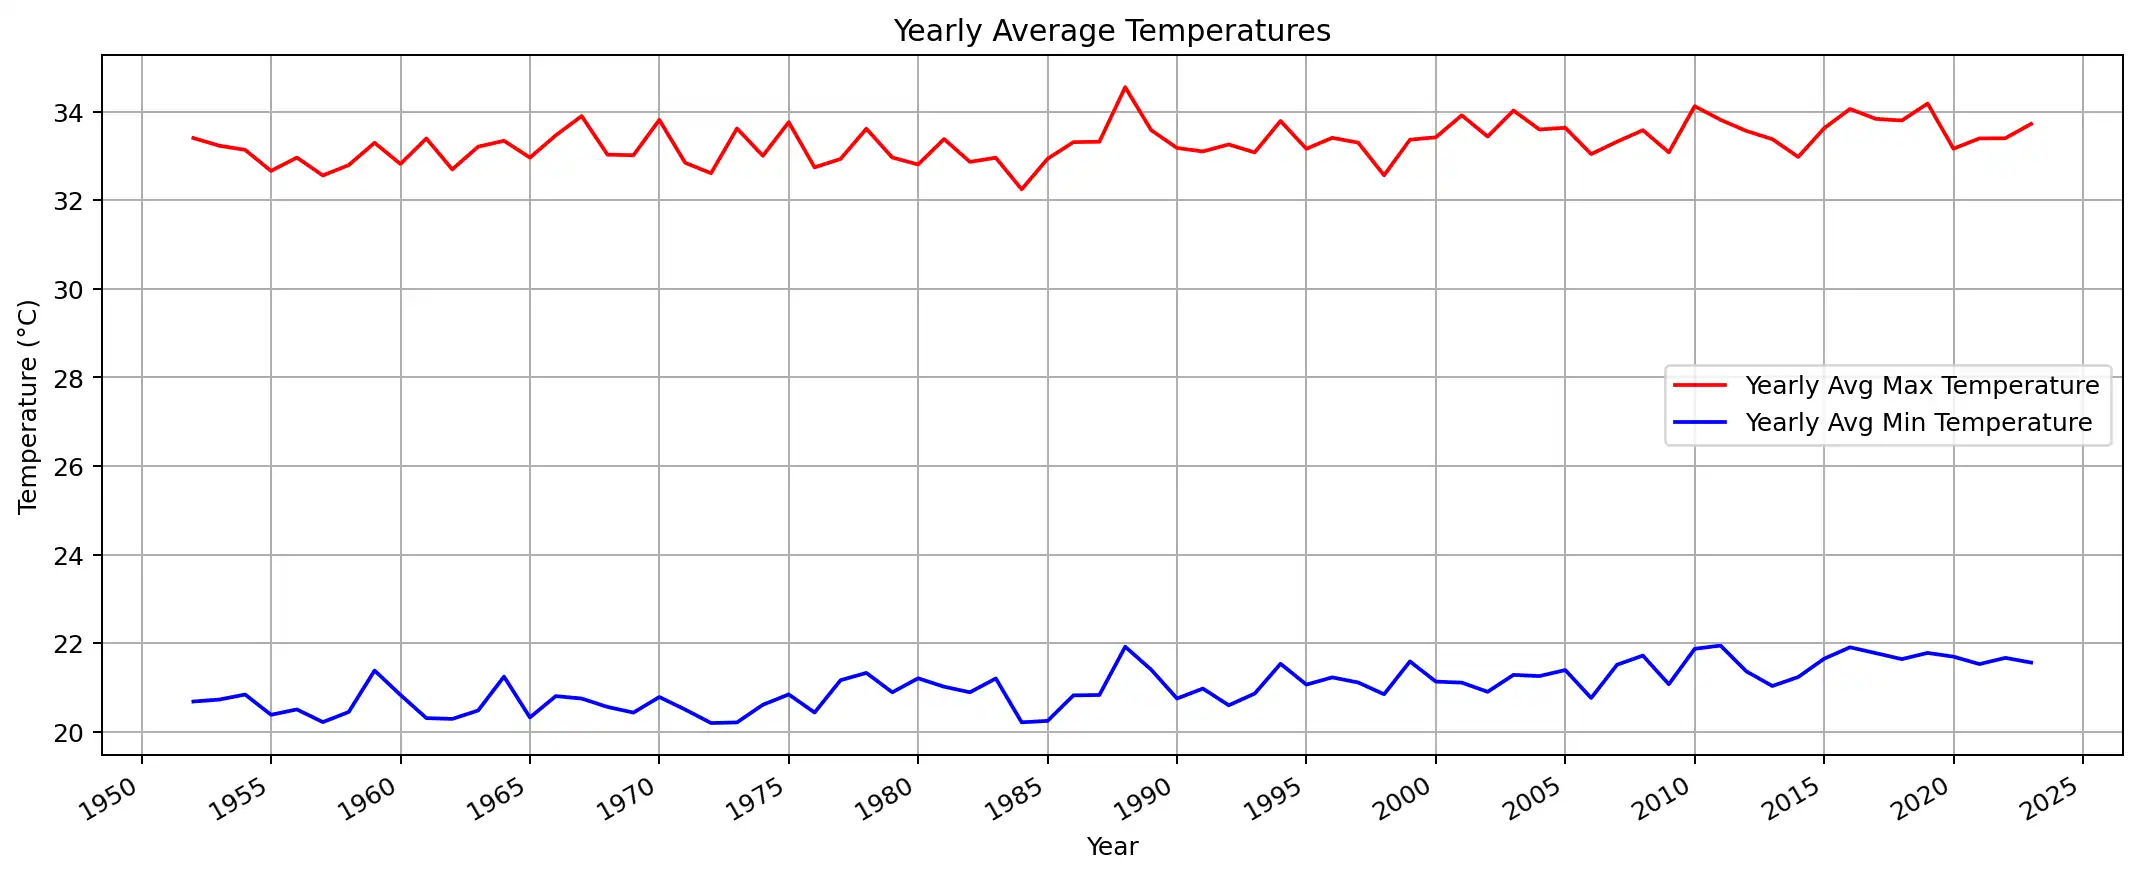 Yearly Average Temperatures
34
32
30
28
26
24
22
20
Temperature (°C)
Yearly Avg Max Temperature
Yearly Avg Min Temperature
1950 1955 1960 1965 1970 1975 1980 1985 1990 1995 2000 2005 2010 2015 2020 2025
Year